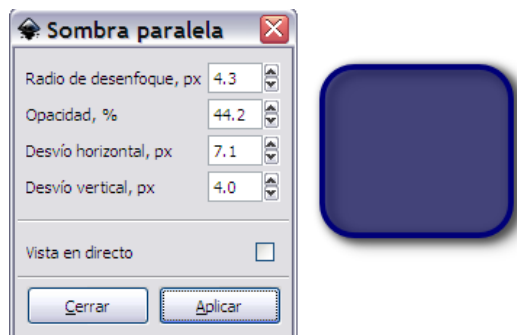 Sombra paralela
Radio de desenfoque, px 4.3
Opacidad, % 44.2
Desvío horizontal, px 7.1
Desvío vertical, px 4.0
Vista en directo
Cerrar Aplicar